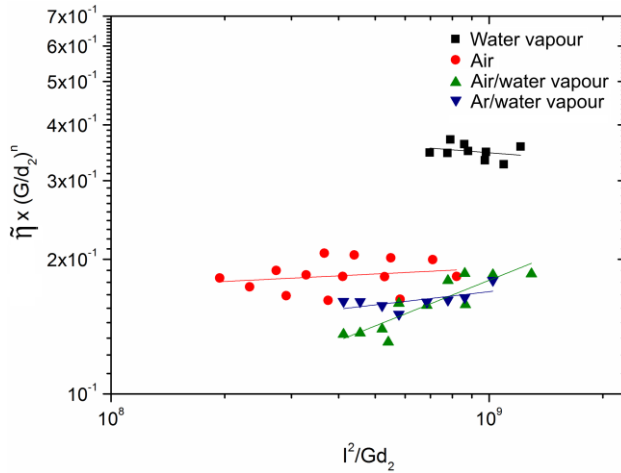 7x10⁻¹
6x10⁻¹
5x10⁻¹
4x10⁻¹
3x10⁻¹
2x10⁻¹
10⁻¹
η̃ x (G/d₂)ⁿ
Water vapour
Air
Air/water vapour
Ar/water vapour
10⁸
10⁹
I²/Gd₂